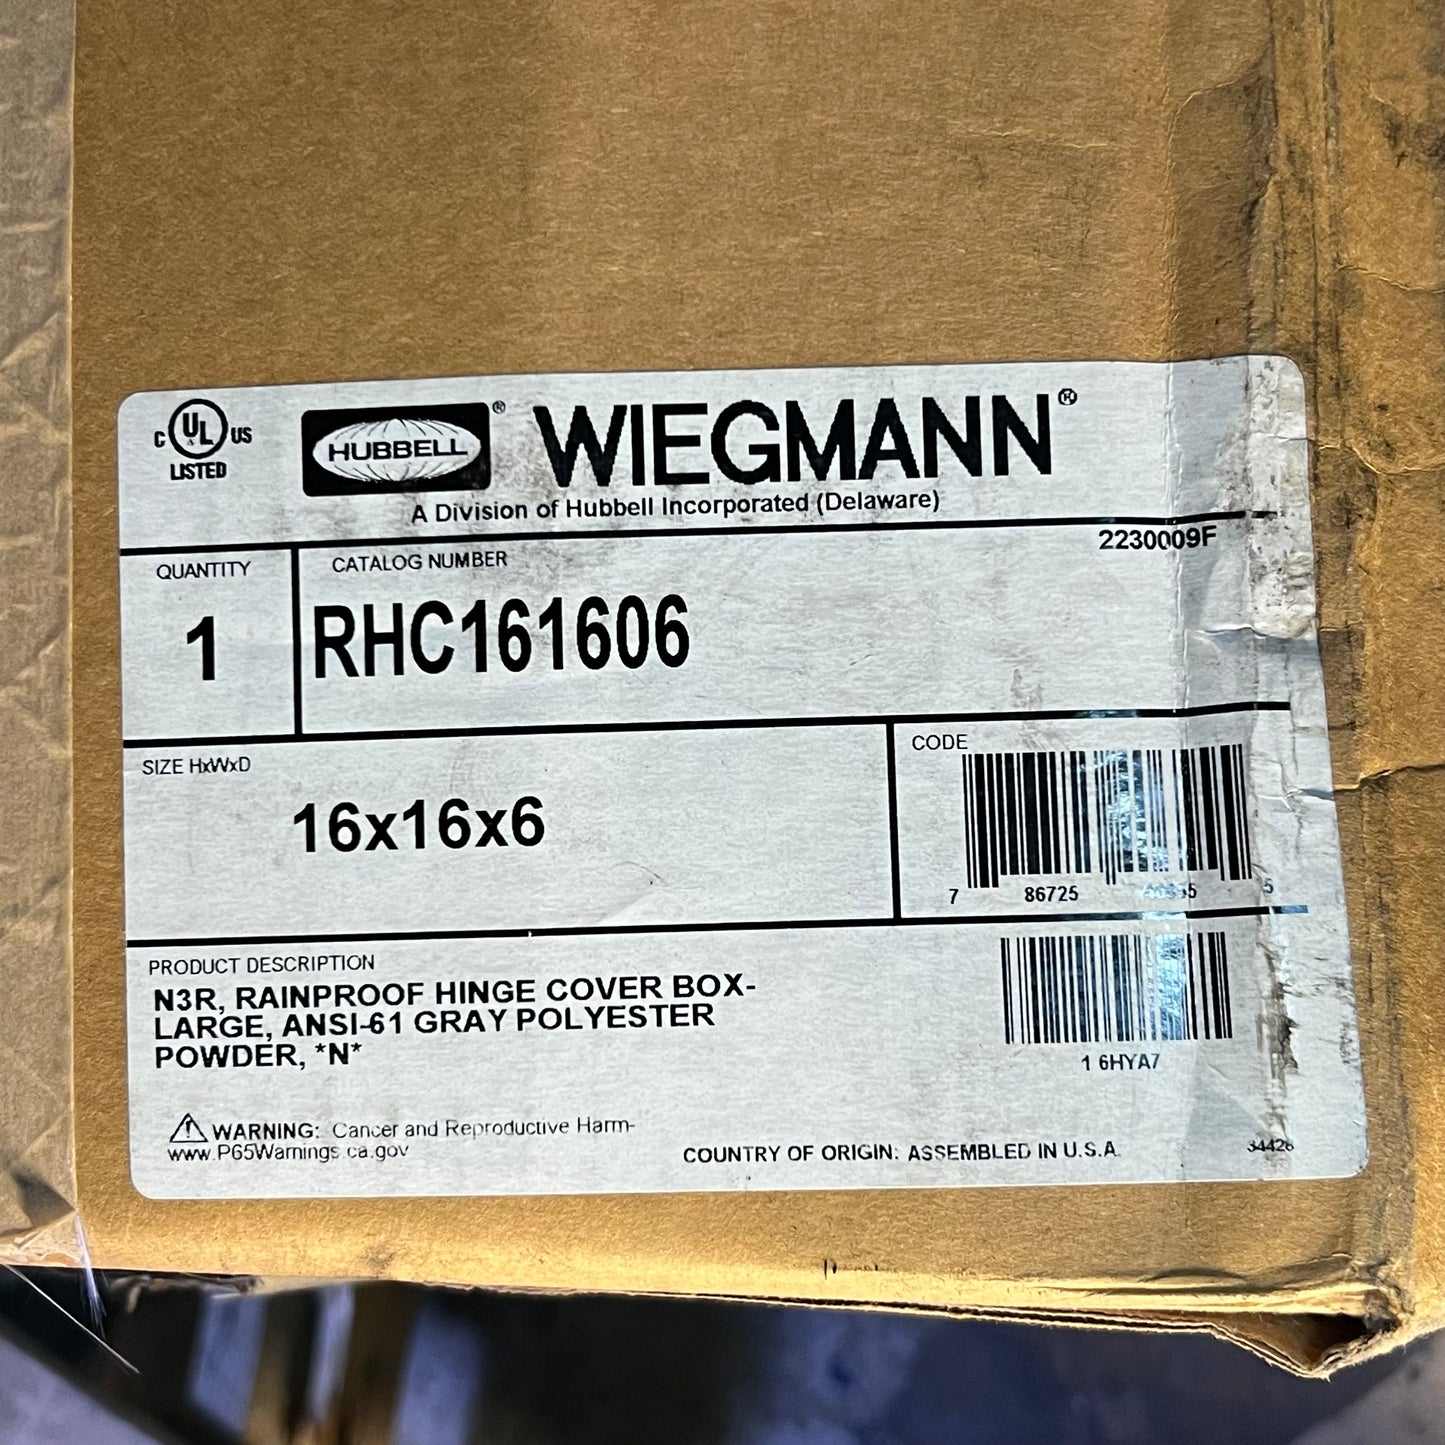 C UL US
LISTED
HUBBELL ® WIEGMANN ®
A Division of Hubbell Incorporated (Delaware)
2230009F
QUANTITY
1
CATALOG NUMBER
RHC161606
SIZE HxWxD
16x16x6
CODE
7 86725 5
PRODUCT DESCRIPTION
N3R, RAINPROOF HINGE COVER BOX-
LARGE, ANSI-61 GRAY POLYESTER
POWDER, *N*
1 6HYA7
WARNING: Cancer and Reproductive Harm-
www.P65Warnings.ca.gov
COUNTRY OF ORIGIN: ASSEMBLED IN U.S.A.
34426